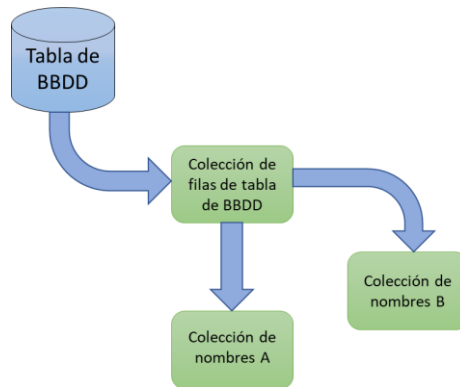 Tabla de
BBDD
Colección de
filas de tabla
de BBDD
Colección de
nombres B
Colección de
nombres A